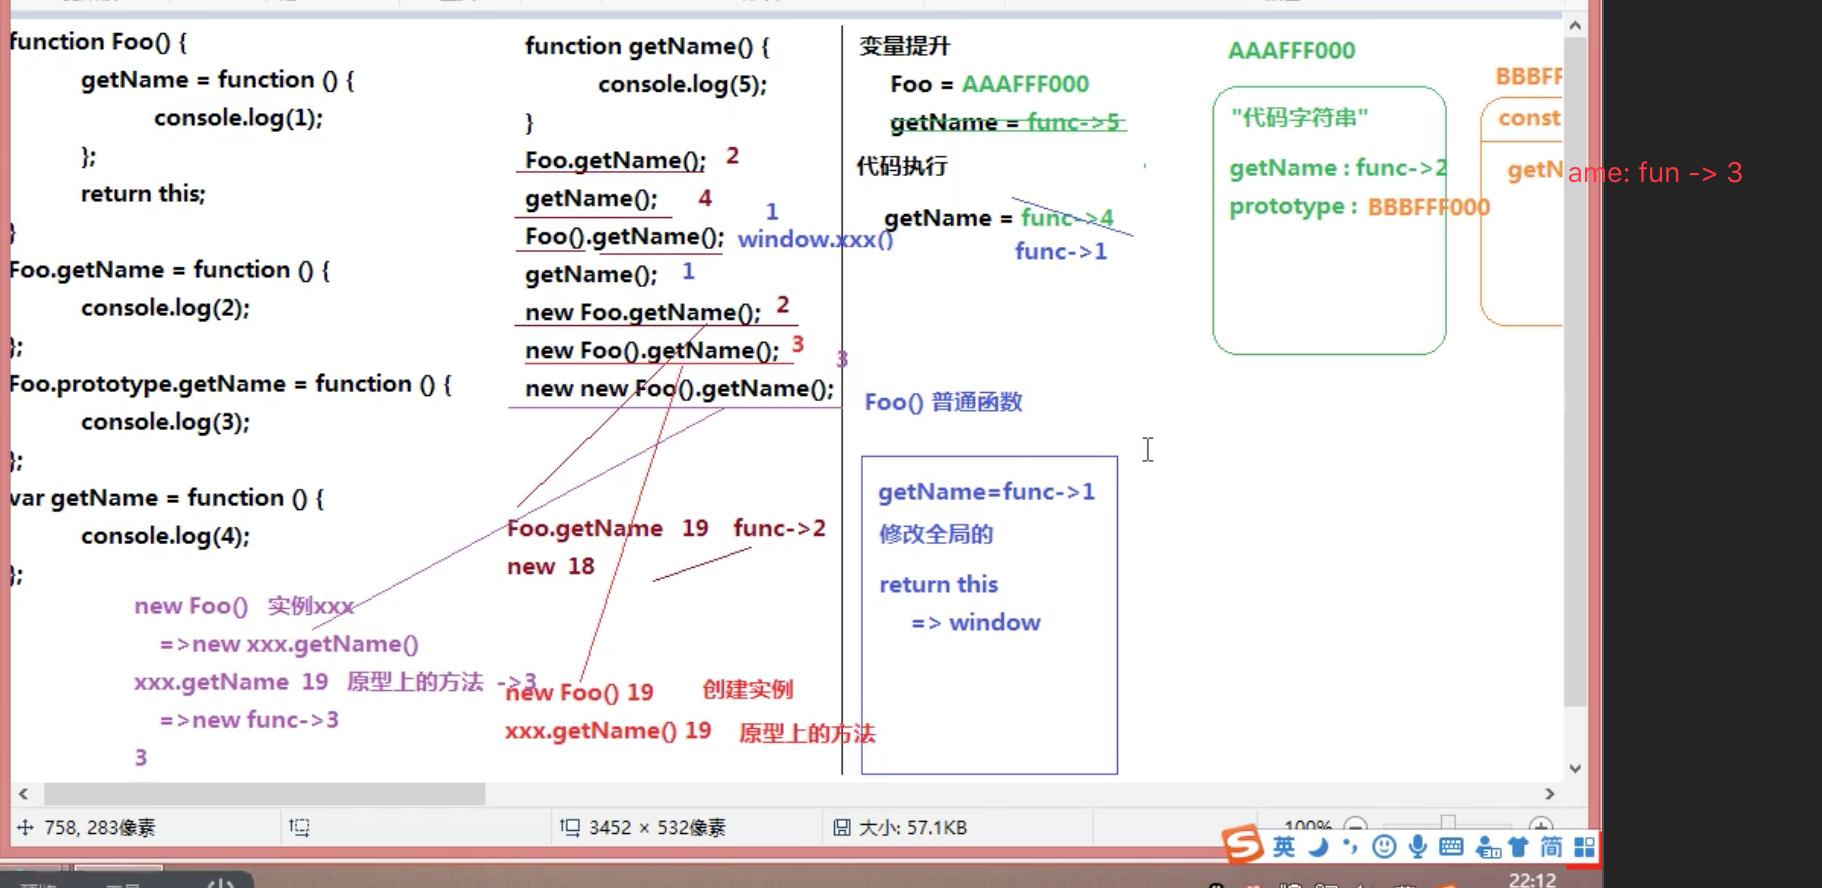 function Foo() {
getName = function () {
console.log(1);
};
return this;
}
Foo.getName = function () {
console.log(2);
};
Foo.prototype.getName = function () {
console.log(3);
};
var getName = function () {
console.log(4);
};
function getName() {
console.log(5);
}
Foo.getName(); 2
getName(); 4
Foo().getName(); 1 window.xxx()
getName(); 1
new Foo.getName(); 2
new Foo().getName(); 3
new new Foo().getName(); 3
Foo.getName 19 func->2
new 18
new Foo() 实例xxx
=>new xxx.getName()
xxx.getName 19 原型上的方法 ->3
=>new func->3
3
new Foo() 19 创建实例
xxx.getName() 19 原型上的方法
变量提升
Foo = AAAFFF000
getName = func->5
代码执行
getName = func->4
func->1
Foo() 普通函数
getName=func->1
修改全局的
return this
=> window
AAAFFF000
"代码字符串"
getName : func->2
prototype : BBBFFF000
BBBFF
const
getName: fun -> 3
758, 283像素
3452 × 532像素
大小: 57.1KB
100%
英
简
22:12